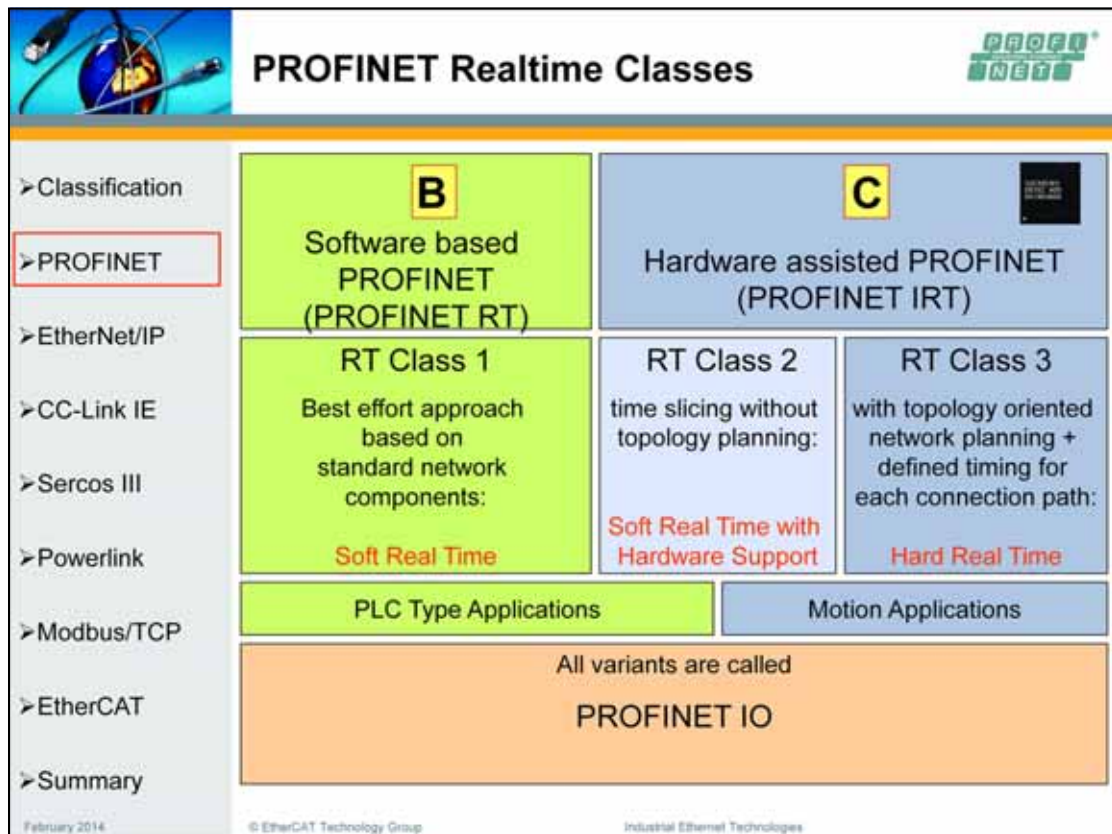 PROFINET Realtime Classes
PROFI
NET
➢Classification
➢PROFINET
➢EtherNet/IP
➢CC-Link IE
➢Sercos III
➢Powerlink
➢Modbus/TCP
➢EtherCAT
➢Summary
B
Software based
PROFINET
(PROFINET RT)
C
Hardware assisted PROFINET
(PROFINET IRT)
RT Class 1
Best effort approach
based on
standard network
components:
Soft Real Time
RT Class 2
time slicing without
topology planning:
Soft Real Time with
Hardware Support
RT Class 3
with topology oriented
network planning +
defined timing for
each connection path:
Hard Real Time
PLC Type Applications
Motion Applications
All variants are called
PROFINET IO
February 2014
© EtherCAT Technology Group
Industrial Ethernet Technologies